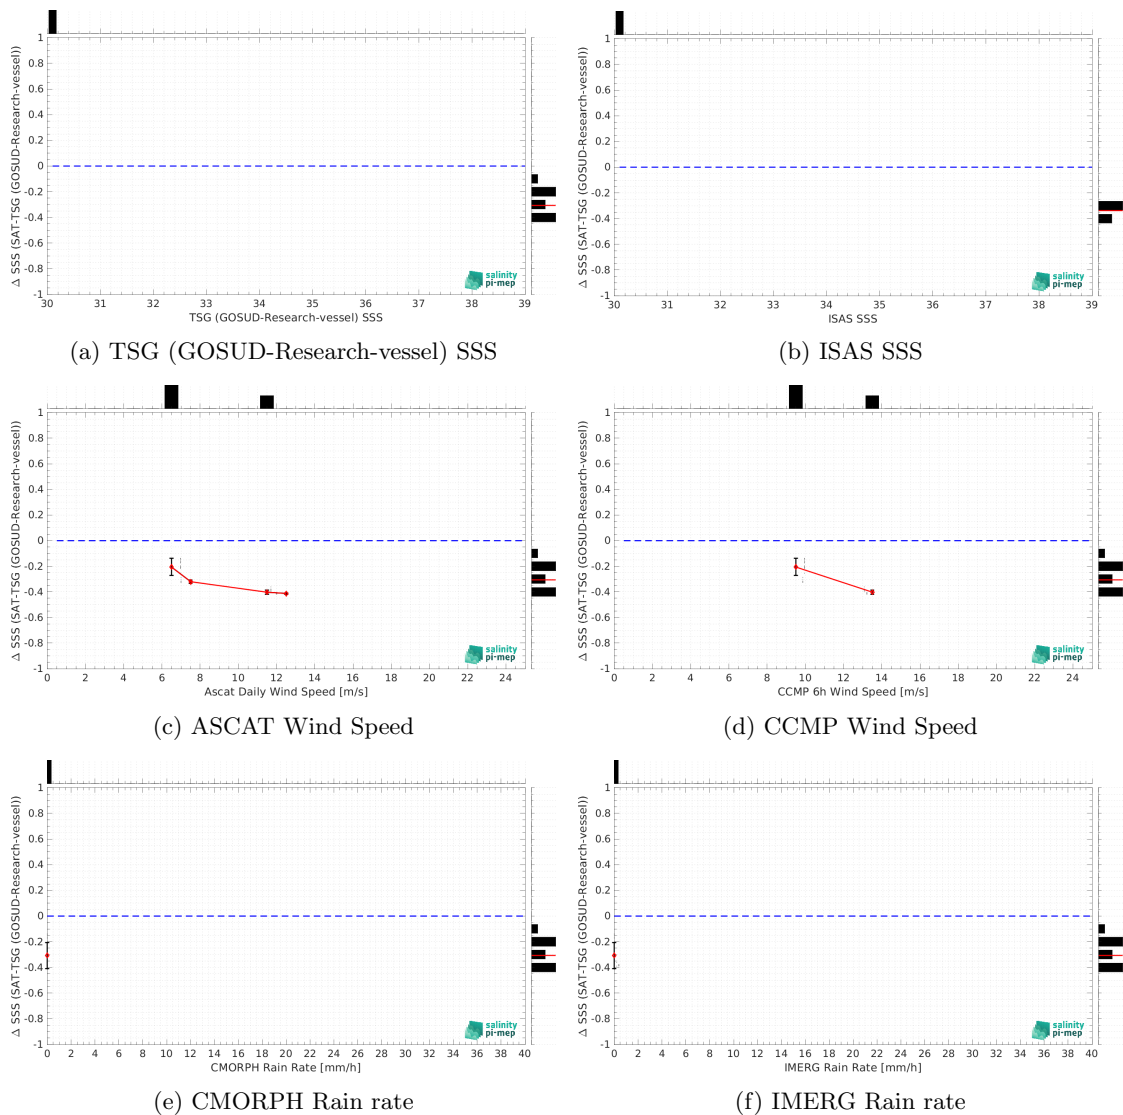 1
0.8
0.6
0.4
0.2
0
-0.2
-0.4
-0.6
-0.8
-1
Δ SSS (SAT-TSG (GOSUD-Research-vessel))
salinity
pi-mep
30 31 32 33 34 35 36 37 38 39
TSG (GOSUD-Research-vessel) SSS
(a) TSG (GOSUD-Research-vessel) SSS
1
0.8
0.6
0.4
0.2
0
-0.2
-0.4
-0.6
-0.8
-1
Δ SSS (SAT-TSG (GOSUD-Research-vessel))
salinity
pi-mep
30 31 32 33 34 35 36 37 38 39
ISAS SSS
(b) ISAS SSS
1
0.8
0.6
0.4
0.2
0
-0.2
-0.4
-0.6
-0.8
-1
Δ SSS (SAT-TSG (GOSUD-Research-vessel))
salinity
pi-mep
0 2 4 6 8 10 12 14 16 18 20 22 24
Ascat Daily Wind Speed [m/s]
(c) ASCAT Wind Speed
1
0.8
0.6
0.4
0.2
0
-0.2
-0.4
-0.6
-0.8
-1
Δ SSS (SAT-TSG (GOSUD-Research-vessel))
salinity
pi-mep
0 2 4 6 8 10 12 14 16 18 20 22 24
CCMP 6h Wind Speed [m/s]
(d) CCMP Wind Speed
1
0.8
0.6
0.4
0.2
0
-0.2
-0.4
-0.6
-0.8
-1
Δ SSS (SAT-TSG (GOSUD-Research-vessel))
salinity
pi-mep
0 2 4 6 8 10 12 14 16 18 20 22 24 26 28 30 32 34 36 38 40
CMORPH Rain Rate [mm/h]
(e) CMORPH Rain rate
1
0.8
0.6
0.4
0.2
0
-0.2
-0.4
-0.6
-0.8
-1
Δ SSS (SAT-TSG (GOSUD-Research-vessel))
salinity
pi-mep
0 2 4 6 8 10 12 14 16 18 20 22 24 26 28 30 32 34 36 38 40
IMERG Rain Rate [mm/h]
(f) IMERG Rain rate